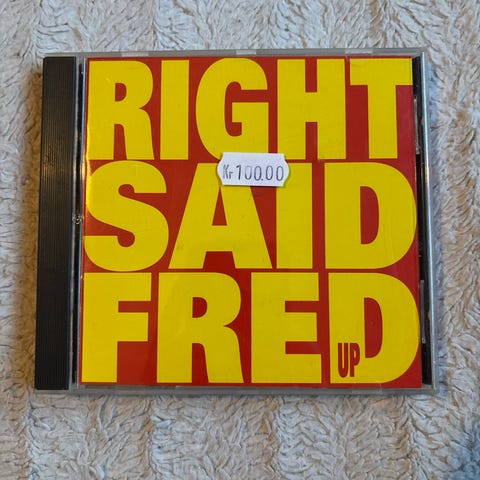 RIGHT
Kr 100.00
SAID
FRED
UP